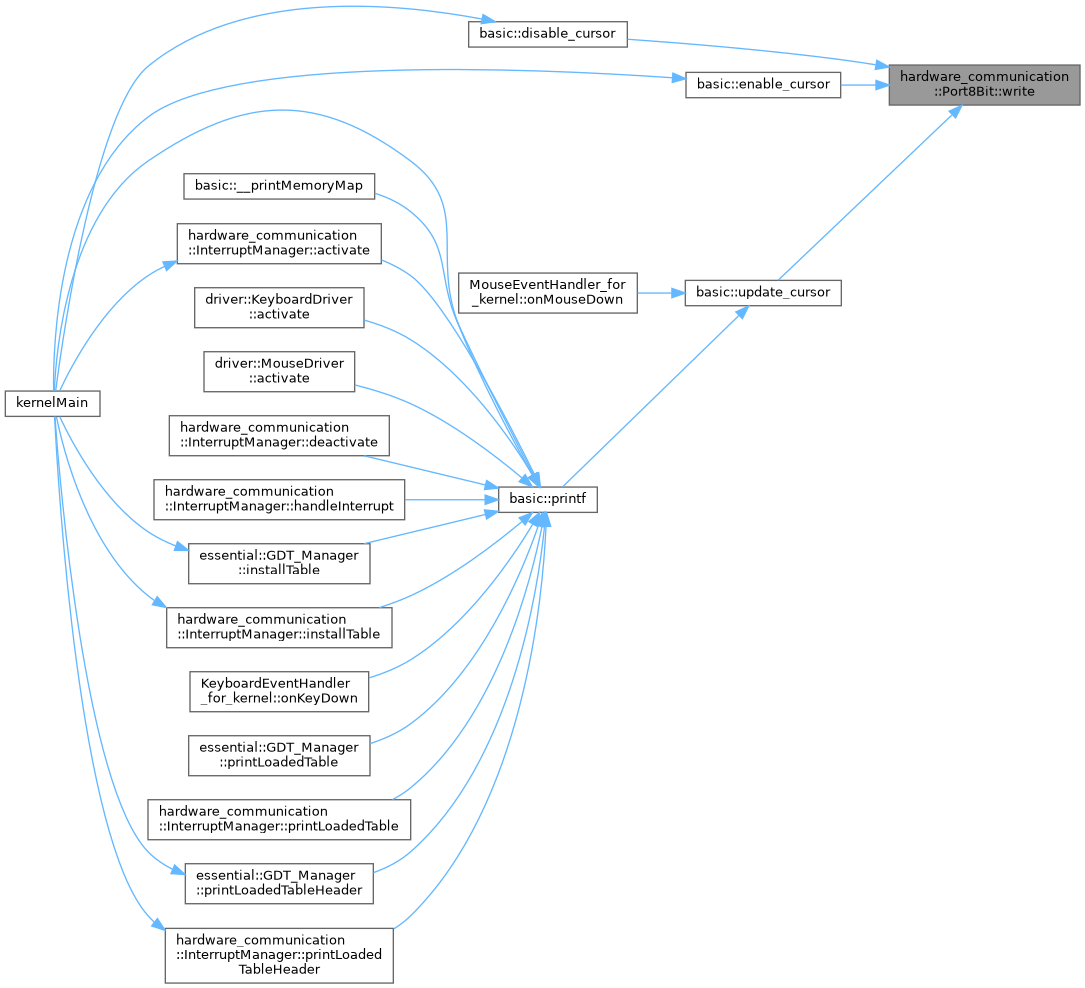 basic::disable_cursor
hardware_communication
::Port8Bit::write
basic::enable_cursor
basic::__printMemoryMap
hardware_communication
::InterruptManager::activate
MouseEventHandler_for
_kernel::onMouseDown
basic::update_cursor
driver::KeyboardDriver
::activate
driver::MouseDriver
::activate
kernelMain
hardware_communication
::InterruptManager::deactivate
hardware_communication
::InterruptManager::handleInterrupt
basic::printf
essential::GDT_Manager
::installTable
hardware_communication
::InterruptManager::installTable
KeyboardEventHandler
_for_kernel::onKeyDown
essential::GDT_Manager
::printLoadedTable
hardware_communication
::InterruptManager::printLoadedTable
essential::GDT_Manager
::printLoadedTableHeader
hardware_communication
::InterruptManager::printLoaded
TableHeader